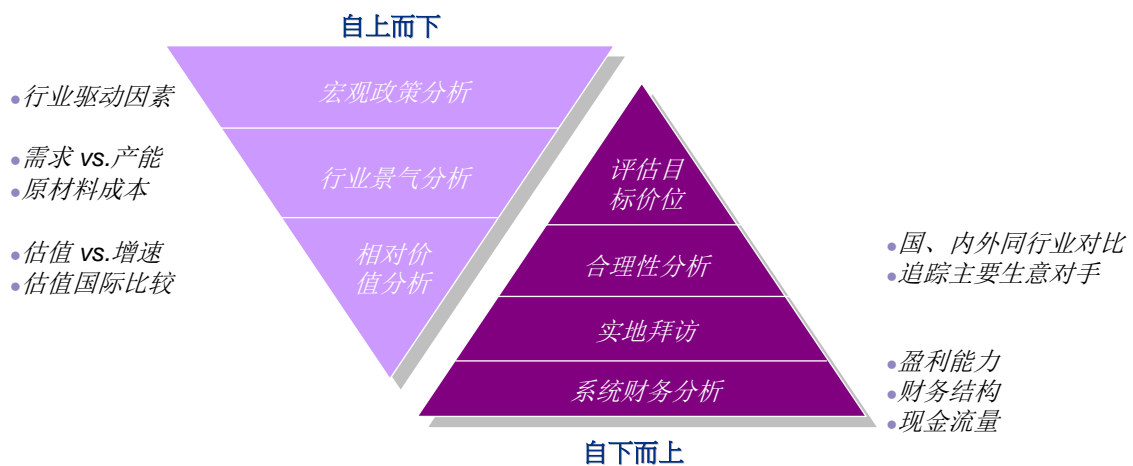 自上而下
宏观政策分析
•行业驱动因素
行业景气分析
•需求 vs.产能
•原材料成本
相对价
值分析
•估值 vs.增速
•估值国际比较
评估目
标价位
合理性分析
•国、内外同行业对比
•追踪主要生意对手
实地拜访
系统财务分析
•盈利能力
•财务结构
•现金流量
自下而上